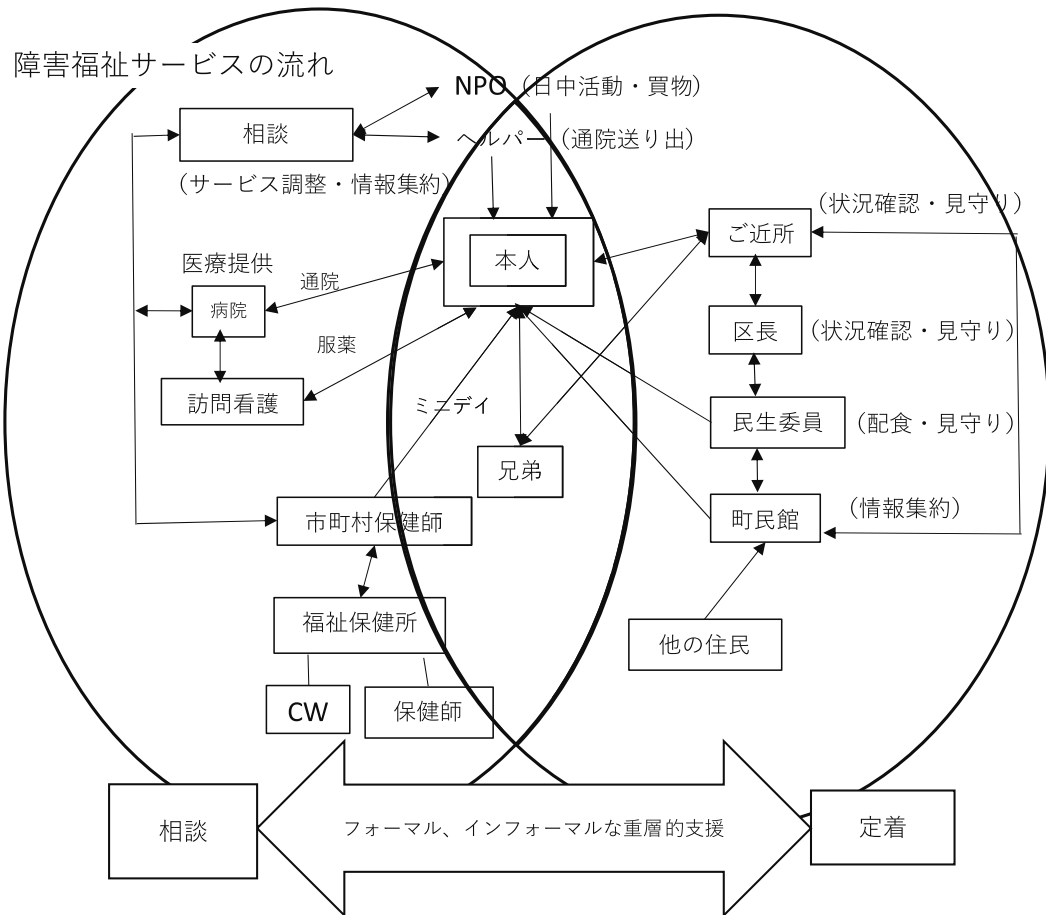 障害福祉サービスの流れ
NPO（日中活動・買物）
相談
ヘルパー（通院送り出）
（サービス調整・情報集約）
（状況確認・見守り）
ご近所
本人
医療提供
通院
病院
区長
（状況確認・見守り）
服薬
訪問看護
ミニデイ
民生委員
（配食・見守り）
兄弟
市町村保健師
町民館
（情報集約）
福祉保健所
他の住民
CW
保健師
相談
フォーマル、インフォーマルな重層的支援
定着